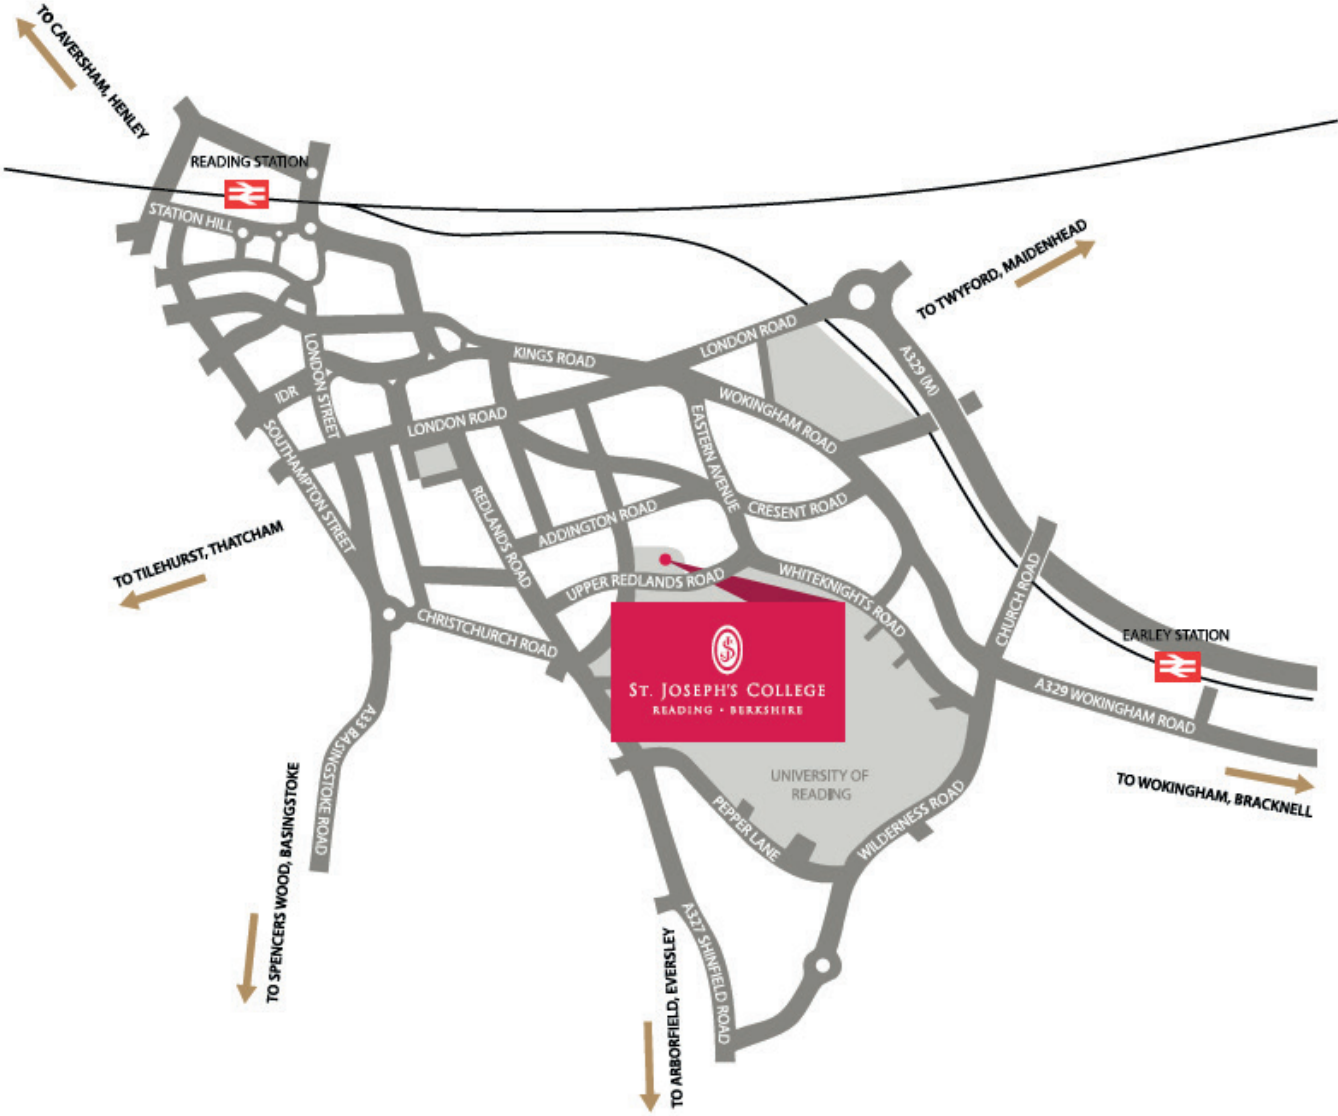 TO CAVERSHAM, HENLEY
READING STATION
STATION HILL
TO TWYFORD, MAIDENHEAD
LONDON ROAD
KINGS ROAD
A329 (M)
LONDON STREET
IDR
WOKINGHAM ROAD
LONDON ROAD
EASTERN AVENUE
SOUTHAMPTON STREET
REDLANDS ROAD
CRESENT ROAD
ADDINGTON ROAD
TO TILEHURST, THATCHAM
UPPER REDLANDS ROAD
WHITEKNIGHTS ROAD
CHURCH ROAD
CHRISTCHURCH ROAD
EARLEY STATION
ST. JOSEPH'S COLLEGE
READING • BERKSHIRE
A329 WOKINGHAM ROAD
A33 BASINGSTOKE ROAD
UNIVERSITY OF
READING
TO WOKINGHAM, BRACKNELL
PEPPER LANE
WILDERNESS ROAD
TO SPENCERS WOOD, BASINGSTOKE
A327 SHINFIELD ROAD
TO ARBORFIELD, EVERSLEY